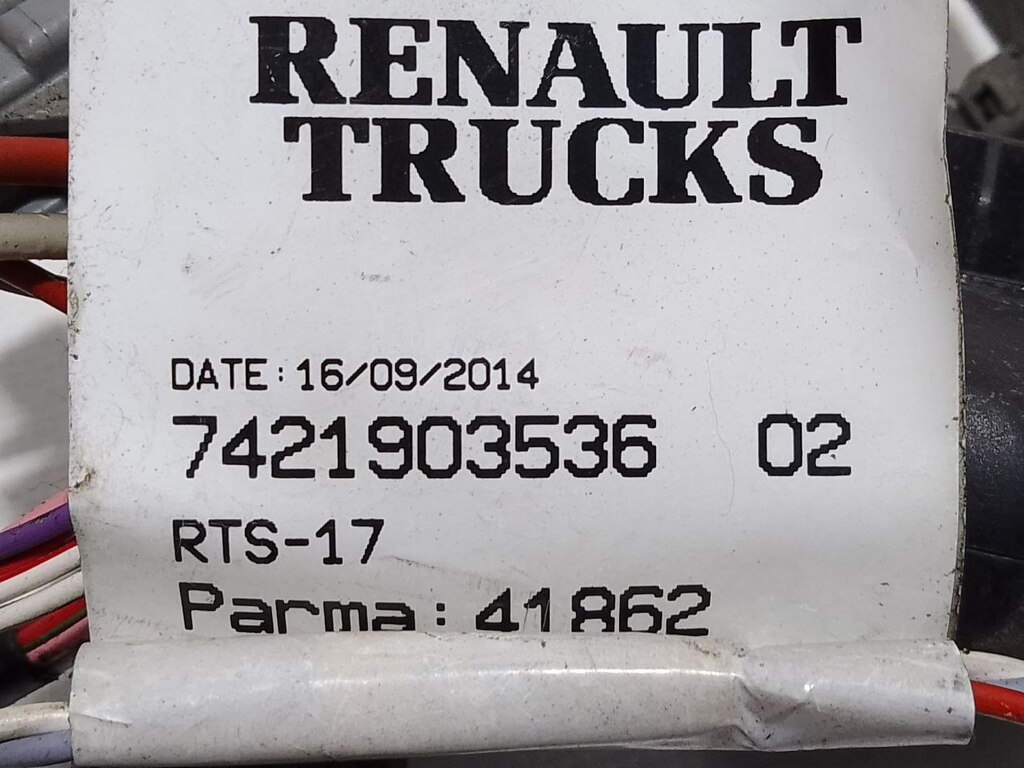 RENAULT
TRUCKS
DATE: 16/09/2014
7421903536 02
RTS-17
Parma: 41862